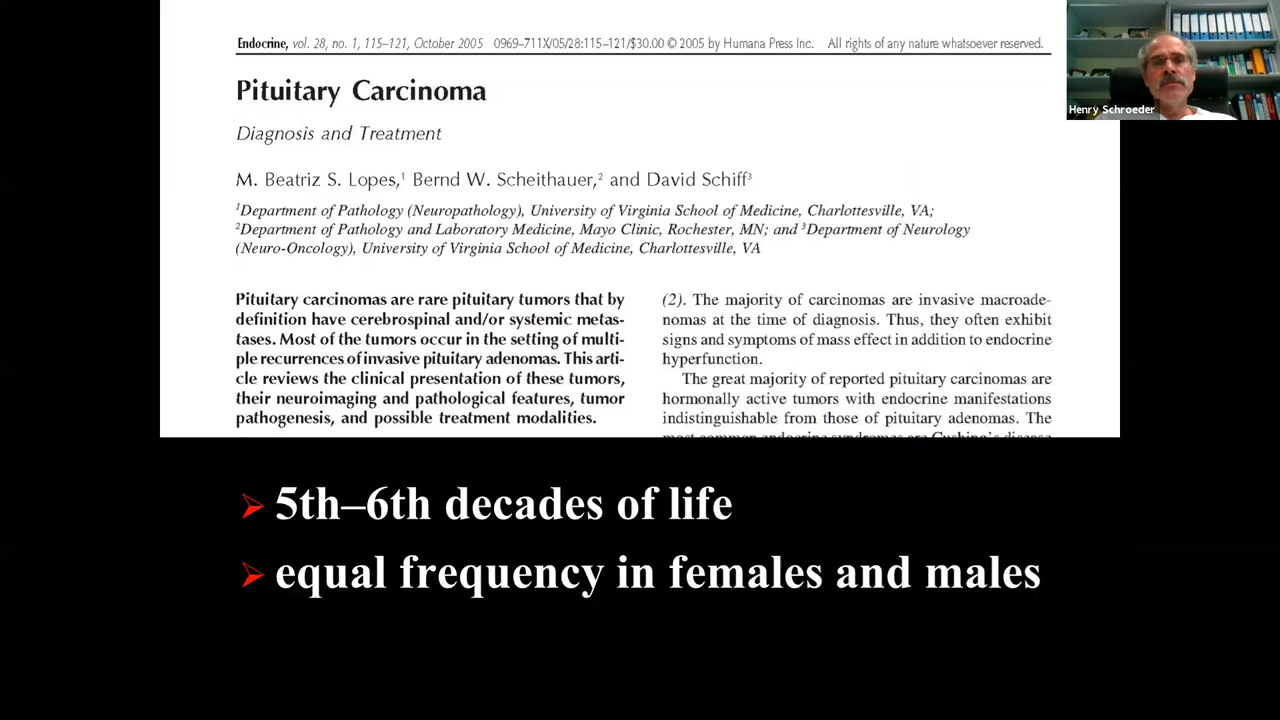 Endocrine, vol. 28, no. 1, 115–121, October 2005 0969–711X/05/28:115–121/$30.00 © 2005 by Humana Press Inc. All rights of any nature whatsoever reserved.
Henry Schroeder
Pituitary Carcinoma
Diagnosis and Treatment
M. Beatriz S. Lopes,1 Bernd W. Scheithauer,2 and David Schiff3
1Department of Pathology (Neuropathology), University of Virginia School of Medicine, Charlottesville, VA;
2Department of Pathology and Laboratory Medicine, Mayo Clinic, Rochester, MN; and 3Department of Neurology
(Neuro-Oncology), University of Virginia School of Medicine, Charlottesville, VA
Pituitary carcinomas are rare pituitary tumors that by
definition have cerebrospinal and/or systemic metas-
tases. Most of the tumors occur in the setting of multi-
ple recurrences of invasive pituitary adenomas. This arti-
cle reviews the clinical presentation of these tumors,
their neuroimaging and pathological features, tumor
pathogenesis, and possible treatment modalities.
(2). The majority of carcinomas are invasive macroade-
nomas at the time of diagnosis. Thus, they often exhibit
signs and symptoms of mass effect in addition to endocrine
hyperfunction.
The great majority of reported pituitary carcinomas are
hormonally active tumors with endocrine manifestations
indistinguishable from those of pituitary adenomas. The
most common endocrine syndromes are Cushing's disease
5th–6th decades of life
equal frequency in females and males